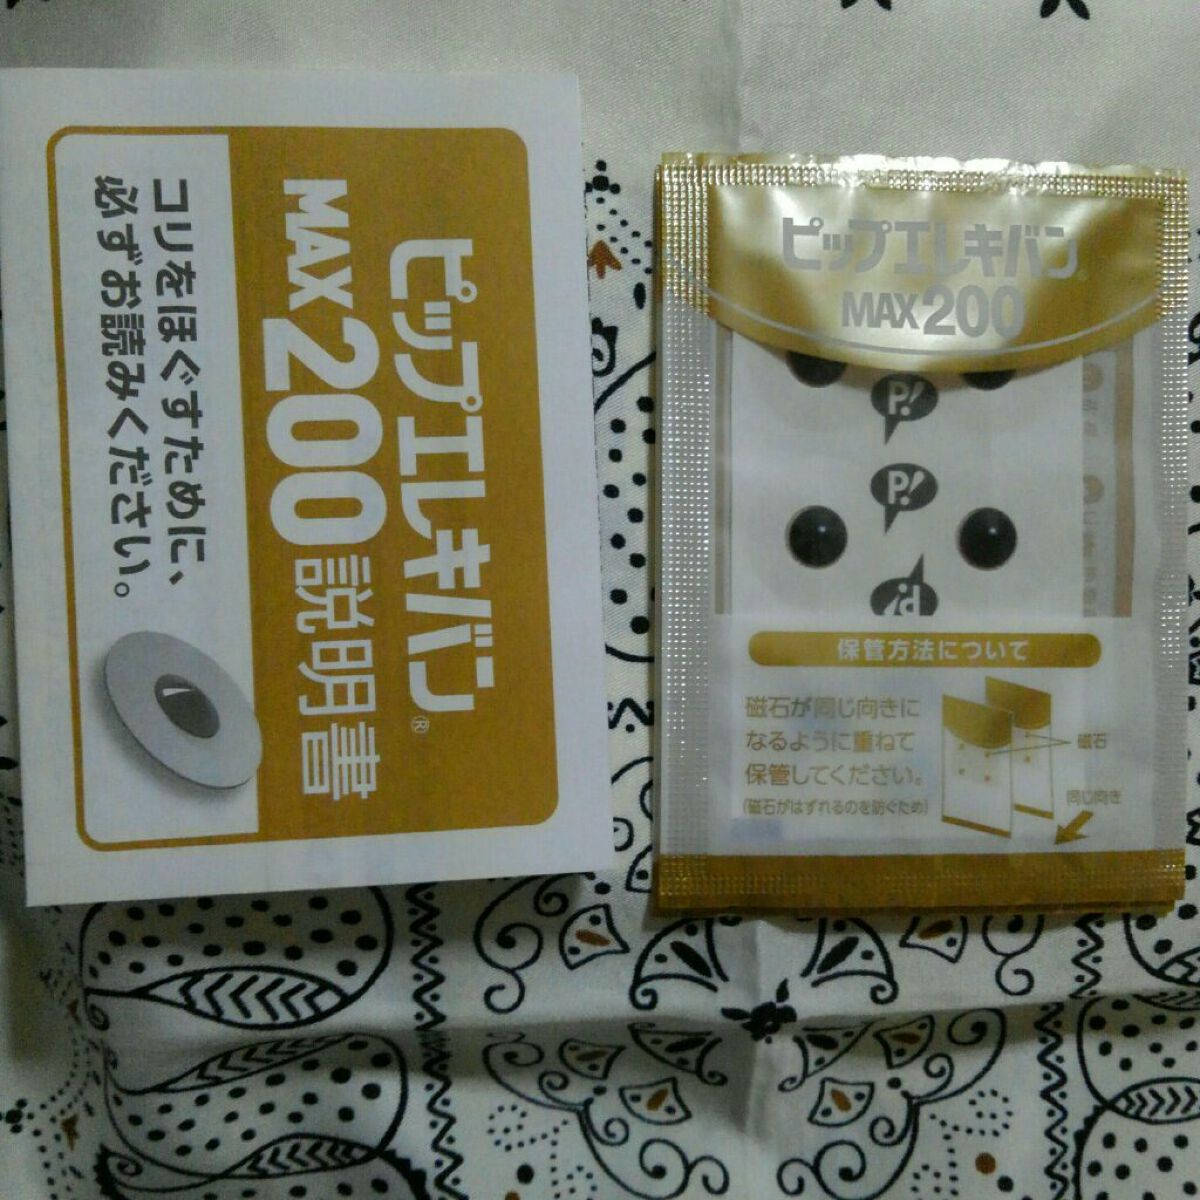 ピップエレキバン®
MAX200説明書
コリをほぐすために、
必ずお読みください。
ピップエレキバン®
MAX200
P!
P!
P!
保管方法について
磁石が同じ向きに
なるように重ねて
保管してください。
(磁石がはずれるのを防ぐため)
磁石
同じ向き